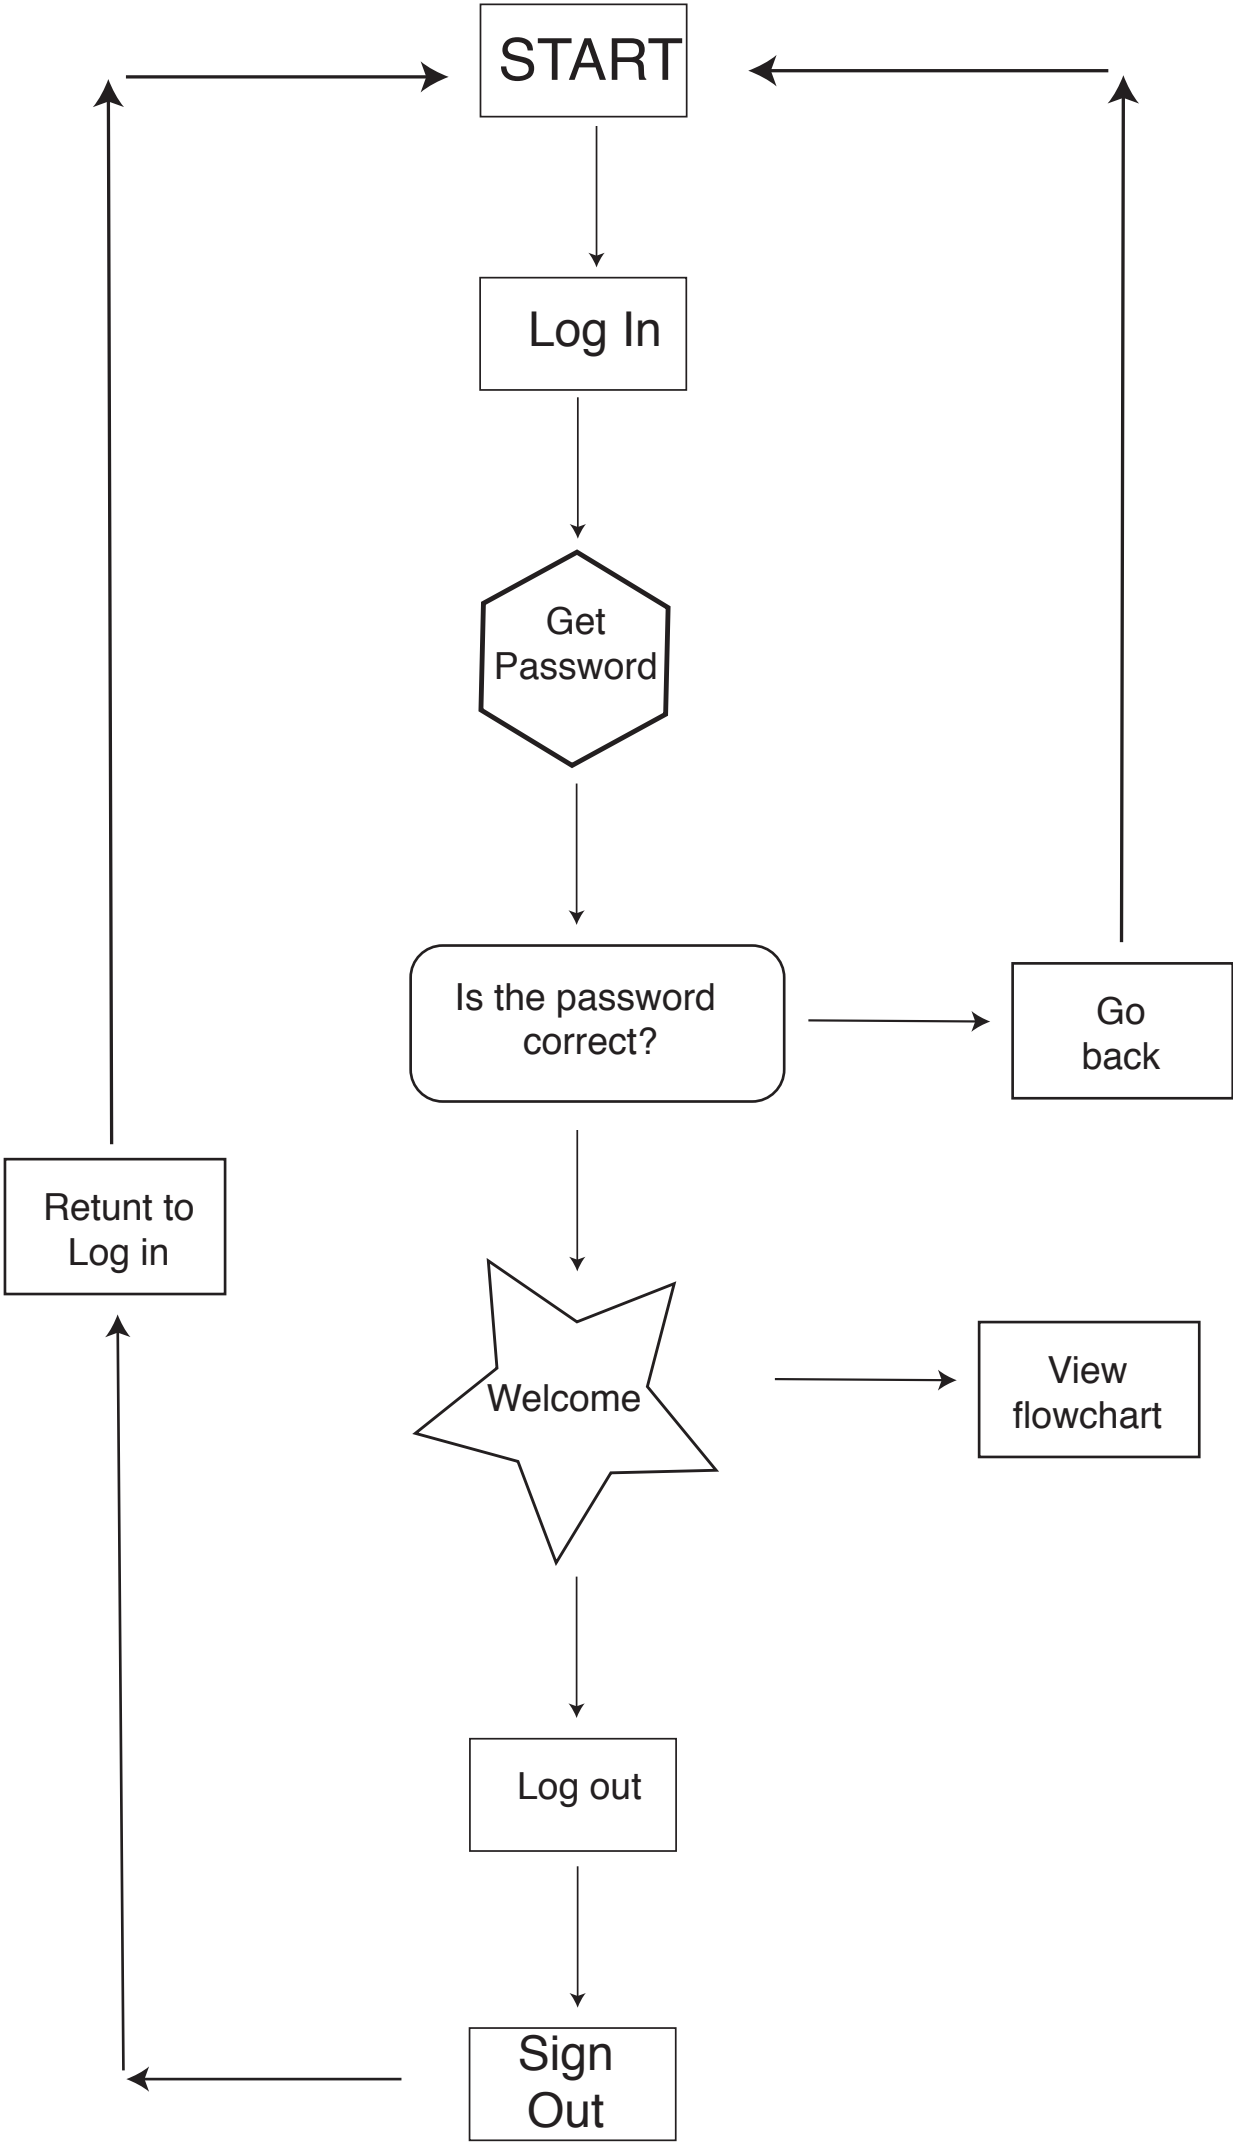 START
Log In
Get
Password
Is the password
correct?
Go
back
Retunt to
Log in
Welcome
View
flowchart
Log out
Sign
Out